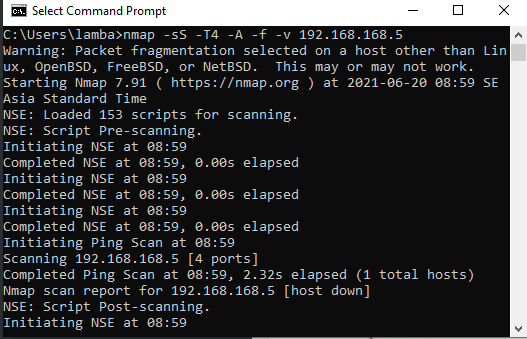 Select Command Prompt
C:\Users\lamba>nmap -sS -T4 -A -f -v 192.168.168.5
Warning: Packet fragmentation selected on a host other than Lin
ux, OpenBSD, FreeBSD, or NetBSD.  This may or may not work.
Starting Nmap 7.91 ( https://nmap.org ) at 2021-06-20 08:59 SE
Asia Standard Time
NSE: Loaded 153 scripts for scanning.
NSE: Script Pre-scanning.
Initiating NSE at 08:59
Completed NSE at 08:59, 0.00s elapsed
Initiating NSE at 08:59
Completed NSE at 08:59, 0.00s elapsed
Initiating NSE at 08:59
Completed NSE at 08:59, 0.00s elapsed
Initiating Ping Scan at 08:59
Scanning 192.168.168.5 [4 ports]
Completed Ping Scan at 08:59, 2.32s elapsed (1 total hosts)
Nmap scan report for 192.168.168.5 [host down]
NSE: Script Post-scanning.
Initiating NSE at 08:59